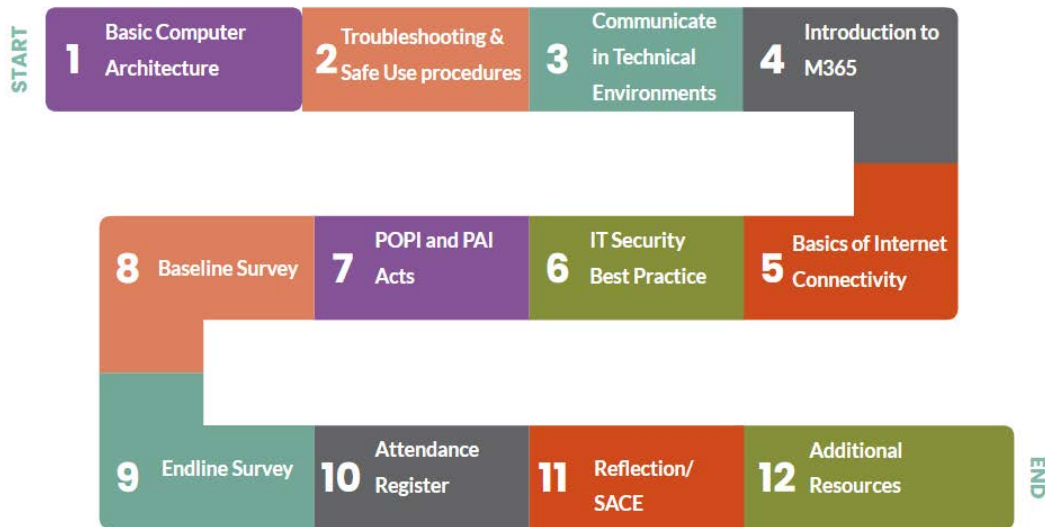 START
1
Basic Computer
Architecture
2
Troubleshooting &
Safe Use procedures
3
Communicate
in Technical
Environments
4
Introduction to
M365
5
Basics of Internet
Connectivity
6
IT Security
Best Practice
7
POPI and PAI
Acts
8
Baseline Survey
9
Endline Survey
10
Attendance
Register
11
Reflection/
SACE
12
Additional
Resources
END